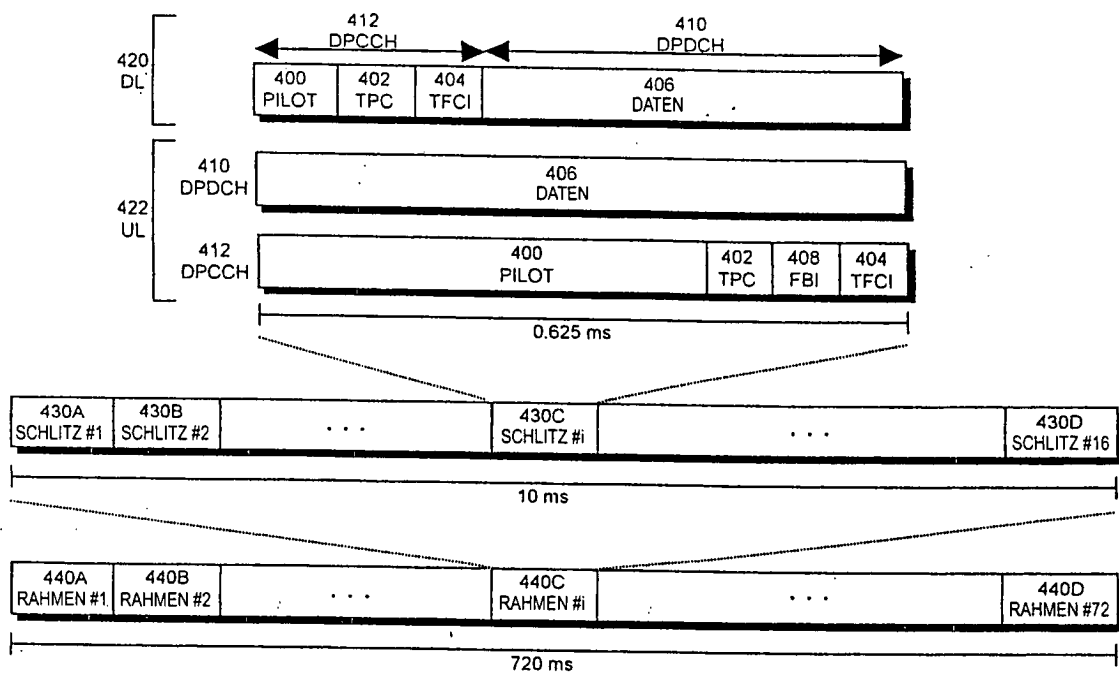 412
DPCCH
410
DPDCH
420
DL
400
PILOT
402
TPC
404
TFCI
406
DATEN
422
UL
410
DPDCH
406
DATEN
412
DPCCH
400
PILOT
402
TPC
408
FBI
404
TFCI
0.625 ms
430A
SCHLITZ #1
430B
SCHLITZ #2
. . .
430C
SCHLITZ #i
. . .
430D
SCHLITZ #16
10 ms
440A
RAHMEN #1
440B
RAHMEN #2
. . .
440C
RAHMEN #i
. . .
440D
RAHMEN #72
720 ms